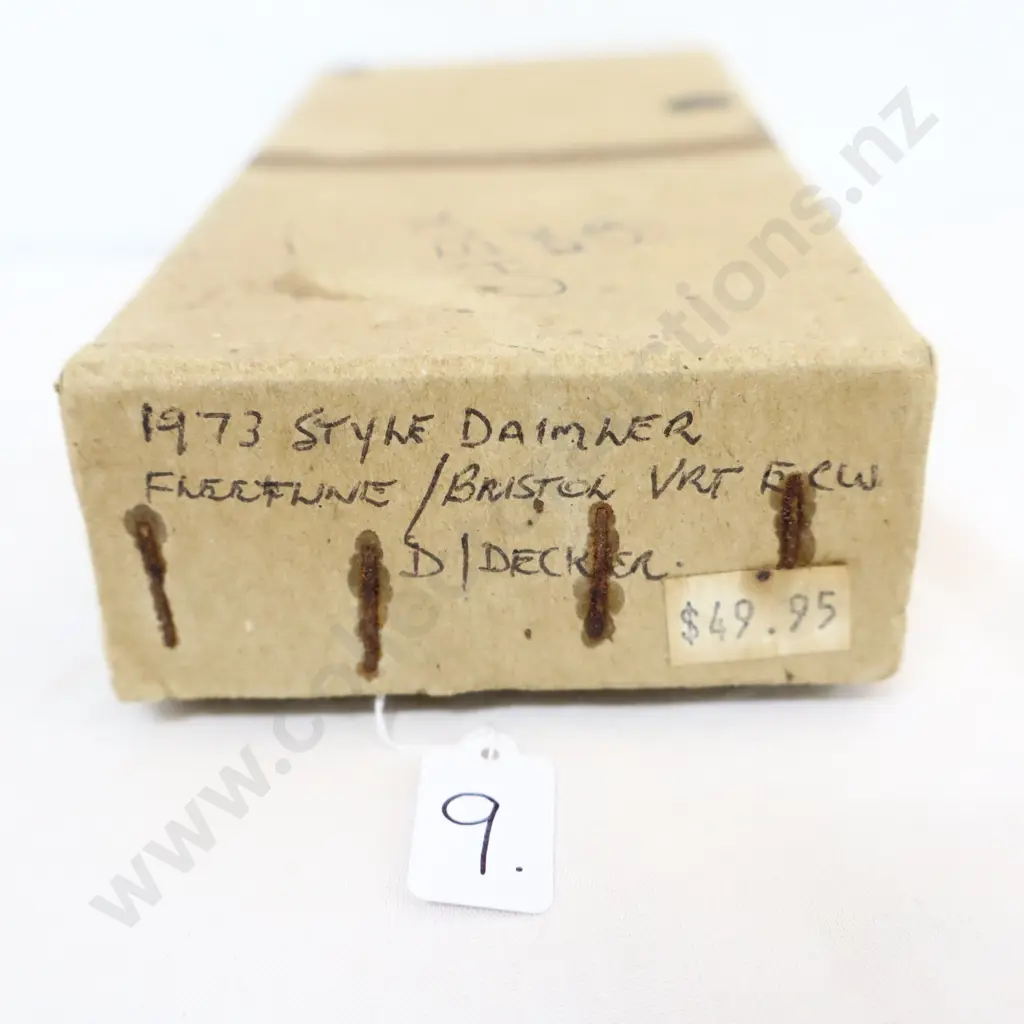 1973 STYLE DAIMLER
FLEETLINE / BRISTOL VRT ECW
D/DECKER.
$49.95
9.